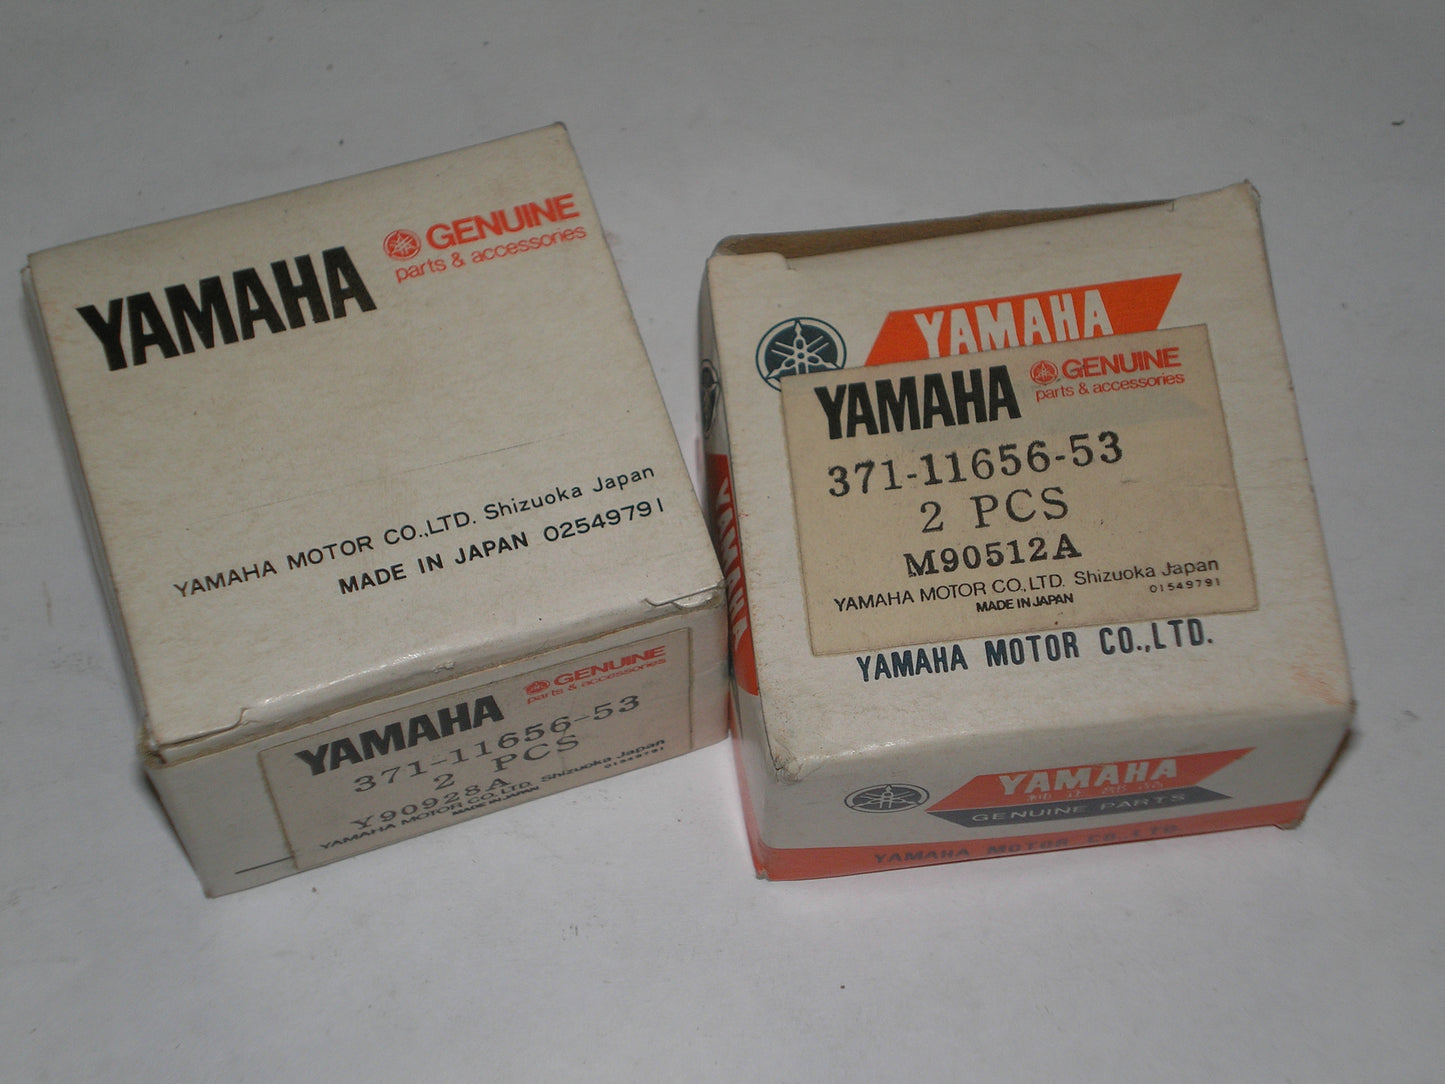 YAMAHA GENUINE
parts & accessories
YAMAHA MOTOR CO.,LTD. Shizuoka Japan
MADE IN JAPAN 02549791
YAMAHA GENUINE
parts & accessories
371-11656-53
2 PCS
Y90928A
YAMAHA MOTOR CO.,LTD. Shizuoka Japan
MADE IN JAPAN 01549791
YAMAHA
YAMAHA GENUINE
parts & accessories
371-11656-53
2 PCS
M90512A
YAMAHA MOTOR CO.,LTD. Shizuoka Japan
MADE IN JAPAN 01549791
YAMAHA MOTOR CO.,LTD.
YAMAHA
GENUINE PARTS
YAMAHA MOTOR CO.,LTD.
YAMAHA
YAMAHA